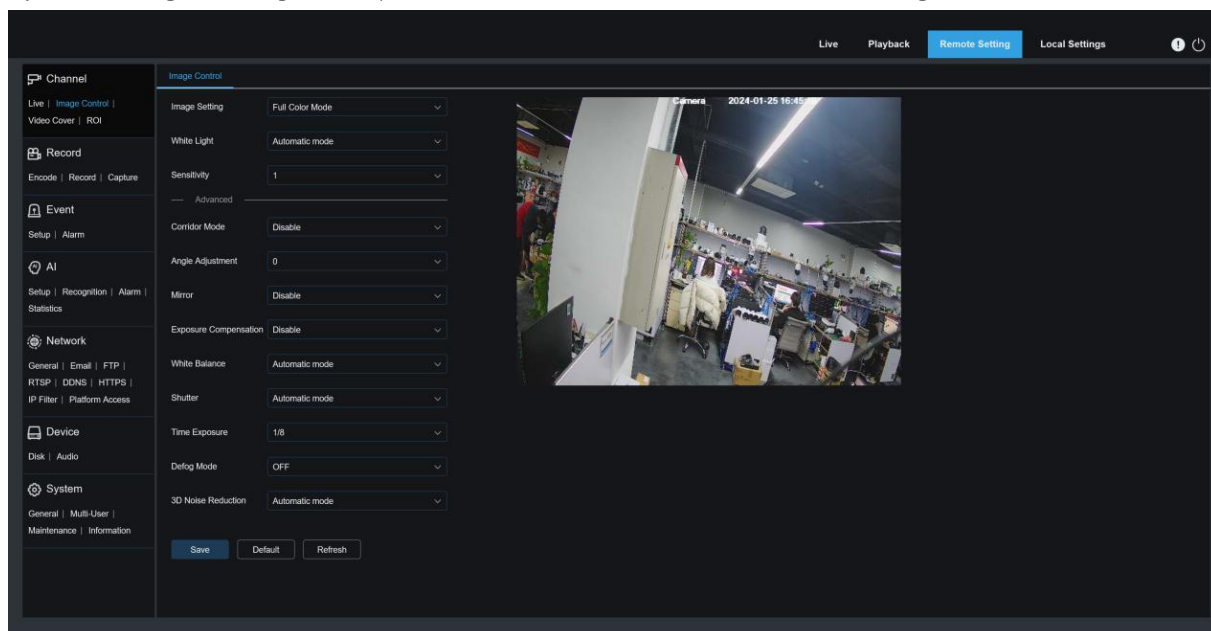 Live Playback Remote Setting Local Settings
Channel
Live | Image Control |
Video Cover | ROI
Record
Encode | Record | Capture
Event
Setup | Alarm
AI
Setup | Recognition | Alarm |
Statistics
Network
General | Email | FTP |
RTSP | DDNS | HTTPS |
IP Filter | Platform Access
Device
Disk | Audio
System
General | Multi-User |
Maintenance | Information
Image Control
Image Setting Full Color Mode
White Light Automatic mode
Sensitivity 1
Advanced
Corridor Mode Disable
Angle Adjustment 0
Mirror Disable
Exposure Compensation Disable
White Balance Automatic mode
Shutter Automatic mode
Time Exposure 1/8
Defog Mode OFF
3D Noise Reduction Automatic mode
Save Default Refresh
Camera 2024-01-25 16:45: